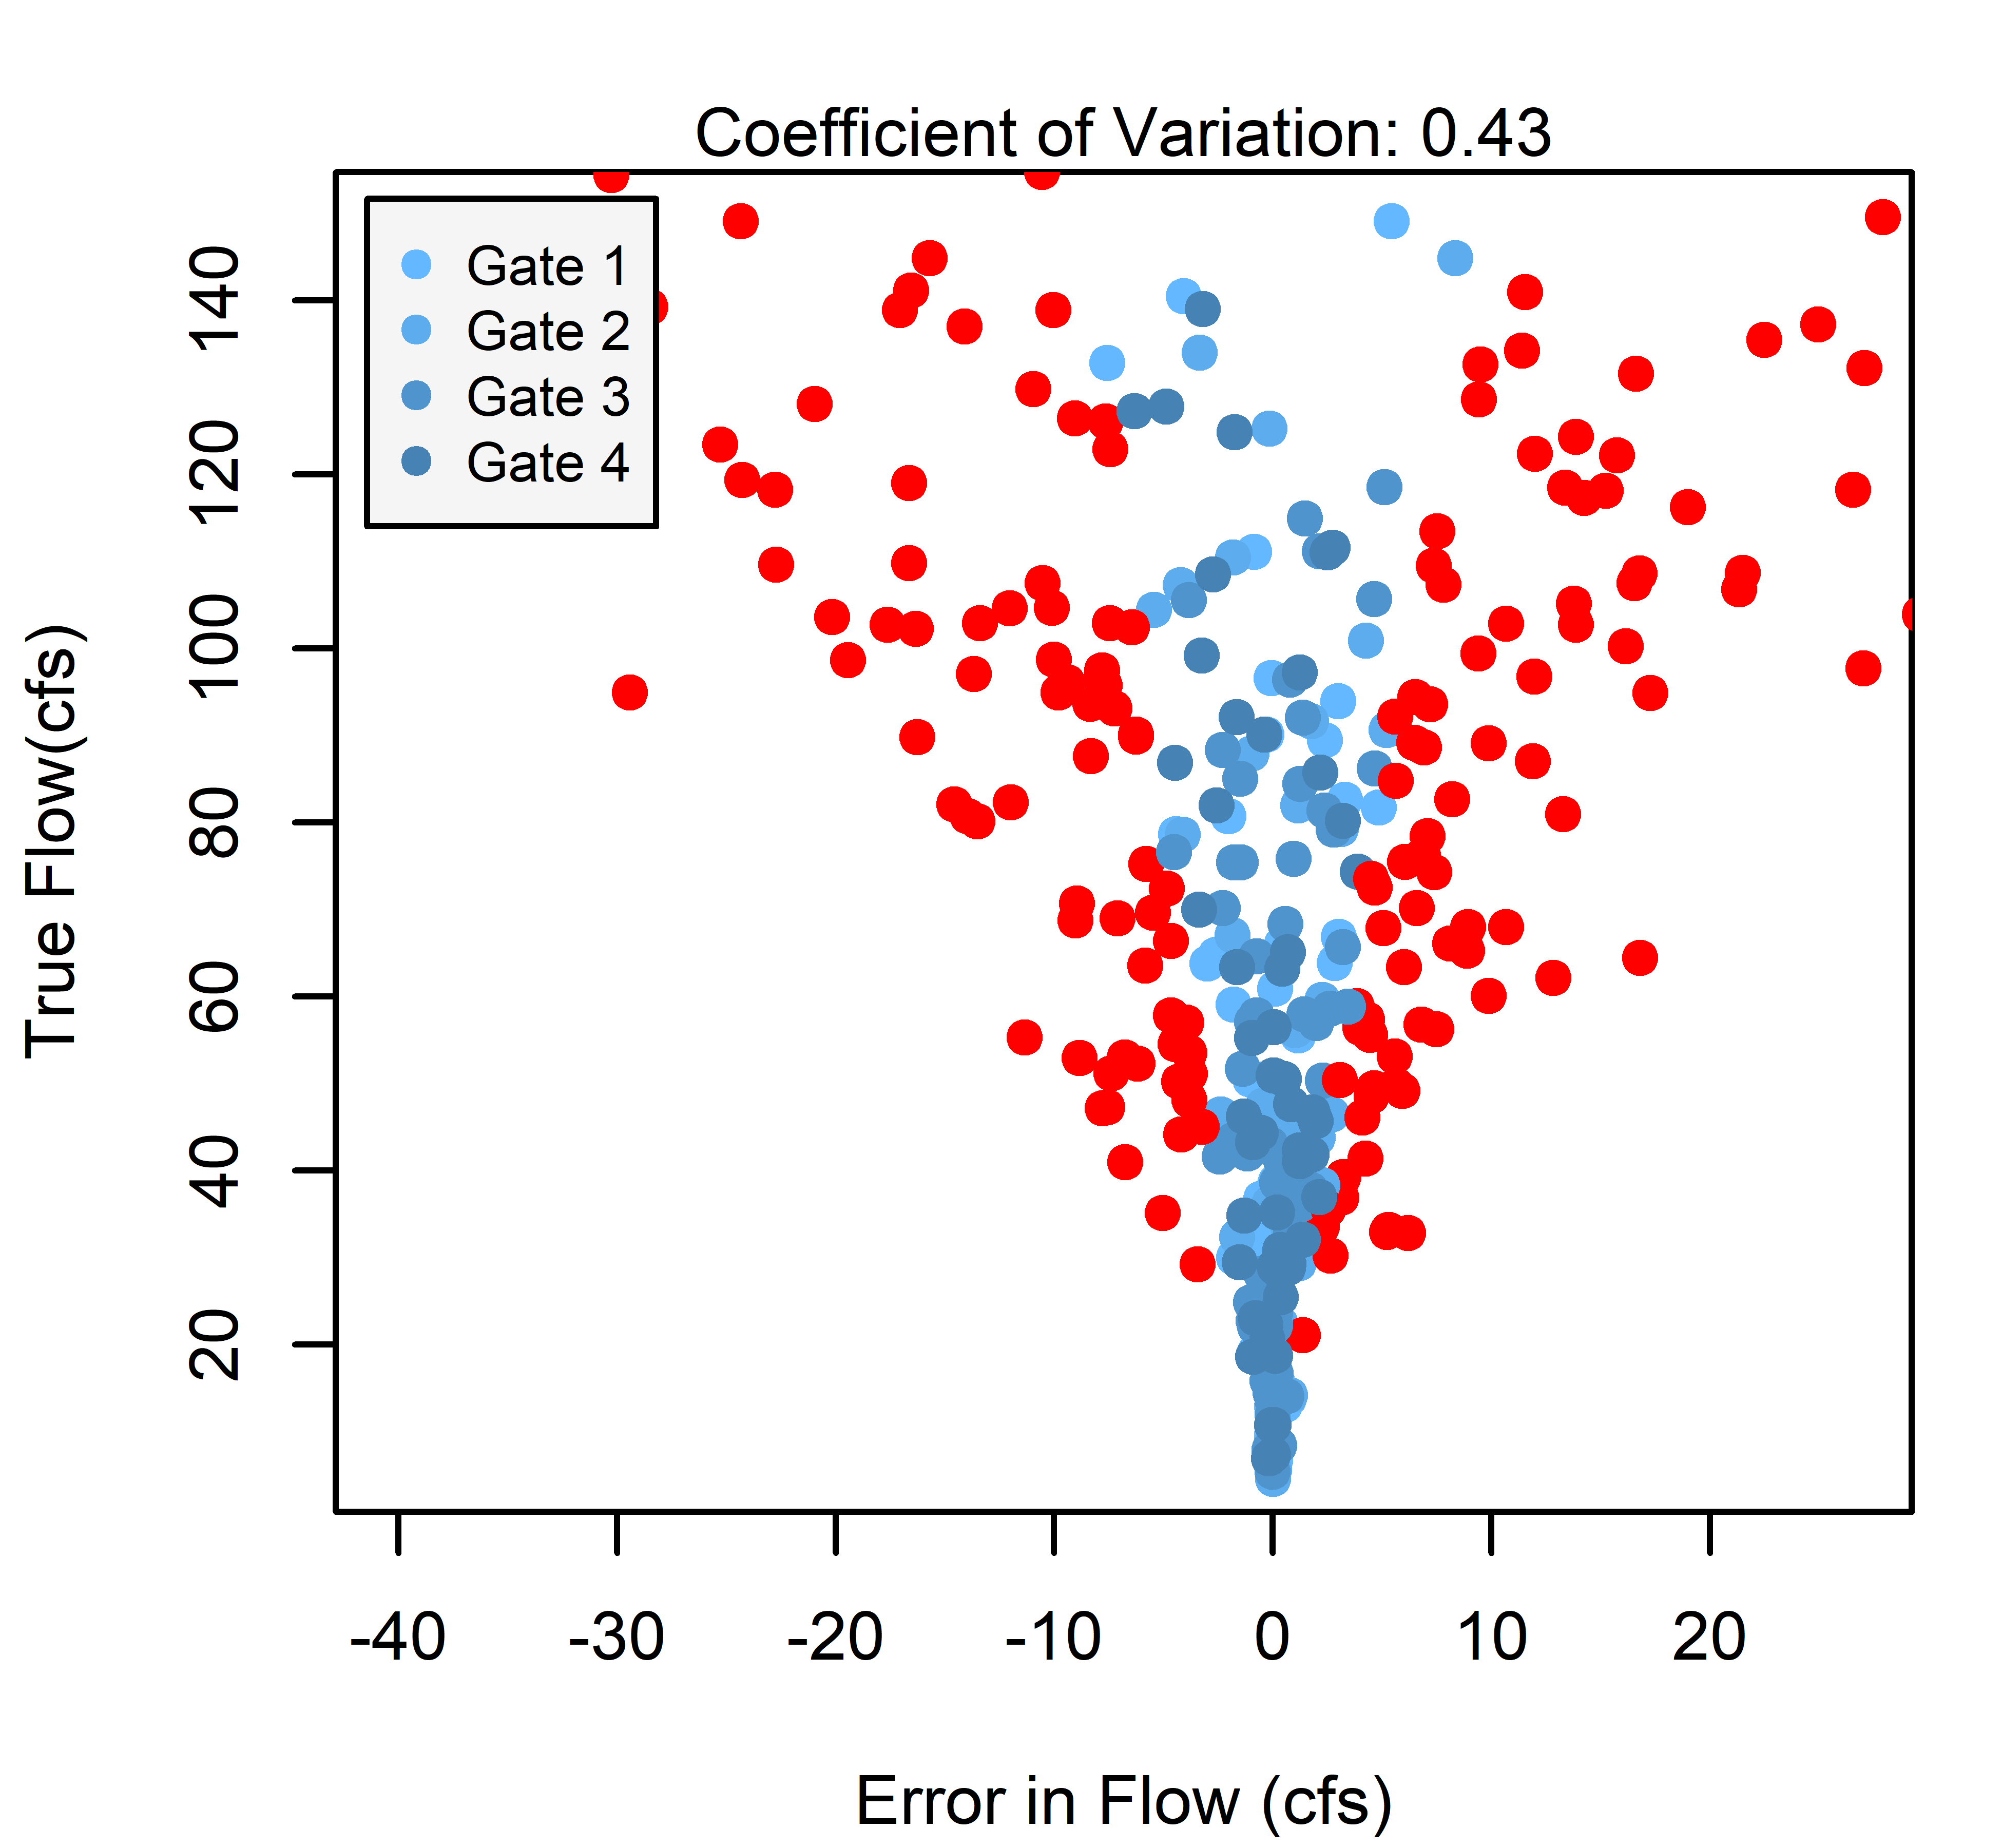 Coefficient of Variation: 0.43
Gate 1
Gate 2
Gate 3
Gate 4
True Flow(cfs)
140
120
100
80
60
40
20
-40 -30 -20 -10 0 10 20
Error in Flow (cfs)